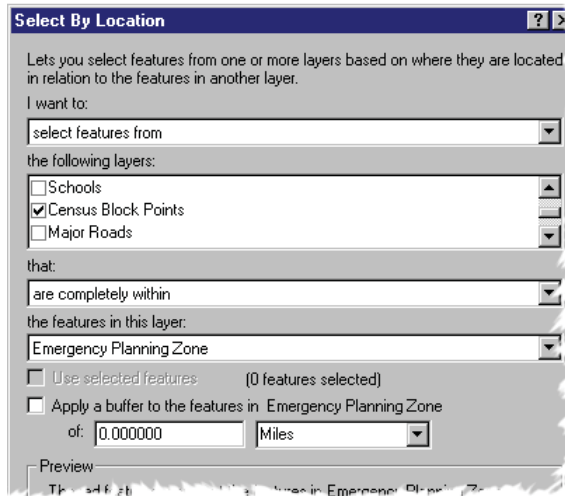 Select By Location
Lets you select features from one or more layers based on where they are located
in relation to the features in another layer.
I want to:
select features from
the following layers:
Schools
Census Block Points
Major Roads
that:
are completely within
the features in this layer:
Emergency Planning Zone
Use selected features (0 features selected)
Apply a buffer to the features in Emergency Planning Zone
of: 0.000000 Miles
Preview
features in Emergency